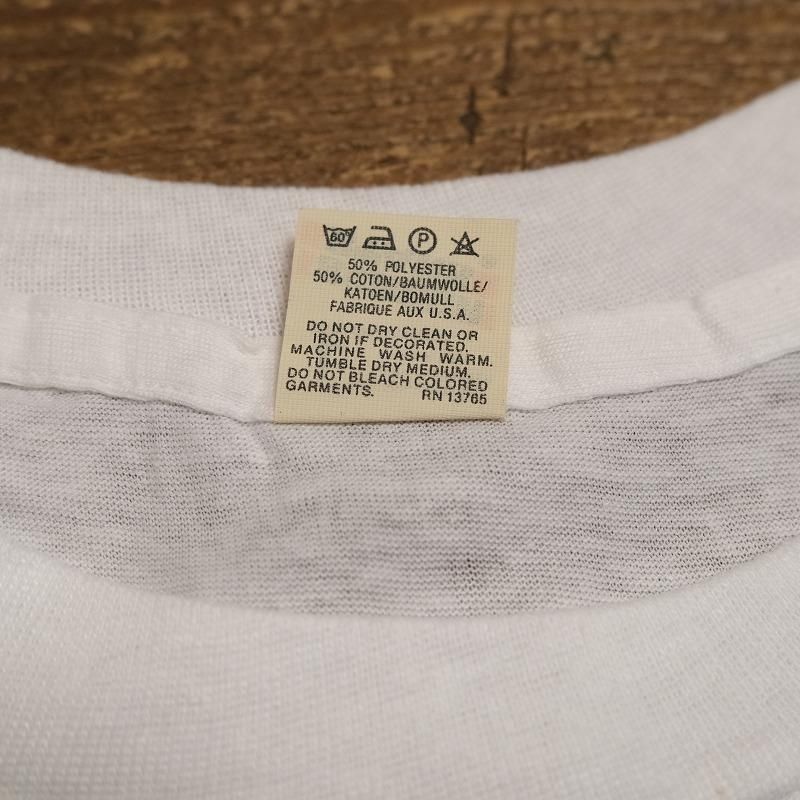 60° P
50% POLYESTER
50% COTON/BAUMWOLLE/
KATOEN/BOMULL
FABRIQUE AUX U.S.A.
DO NOT DRY CLEAN OR
IRON IF DECORATED.
MACHINE WASH WARM.
TUMBLE DRY MEDIUM.
DO NOT BLEACH COLORED
GARMENTS. RN 13765